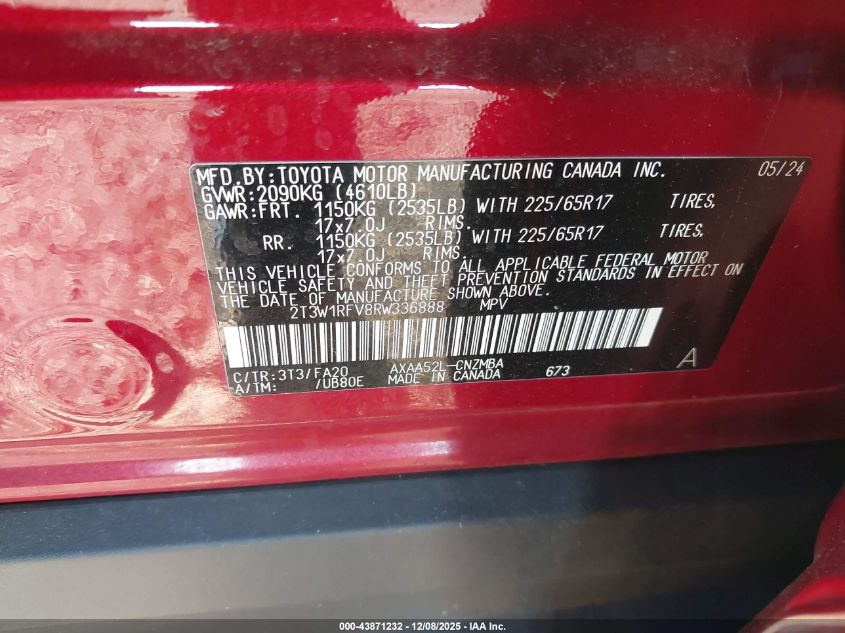 MFD.BY:TOYOTA MOTOR MANUFACTURING CANADA INC. 05/24
GVWR:2090KG (4610LB)
GAWR:FRT. 1150KG (2535LB) WITH 225/65R17 TIRES,
17x7.0J RIMS.
RR. 1150KG (2535LB) WITH 225/65R17 TIRES,
17x7.0J RIMS.
THIS VEHICLE CONFORMS TO ALL APPLICABLE FEDERAL MOTOR
VEHICLE SAFETY AND THEFT PREVENTION STANDARDS IN EFFECT ON
THE DATE OF MANUFACTURE SHOWN ABOVE.
2T3W1RFV8RW336888 MPV
C/TR:3T3/FA20 AXAA52L-CNZMBA A
A/TM: /UB80E MADE IN CANADA 673
000-43871232 - 12/08/2025 - IAA Inc.